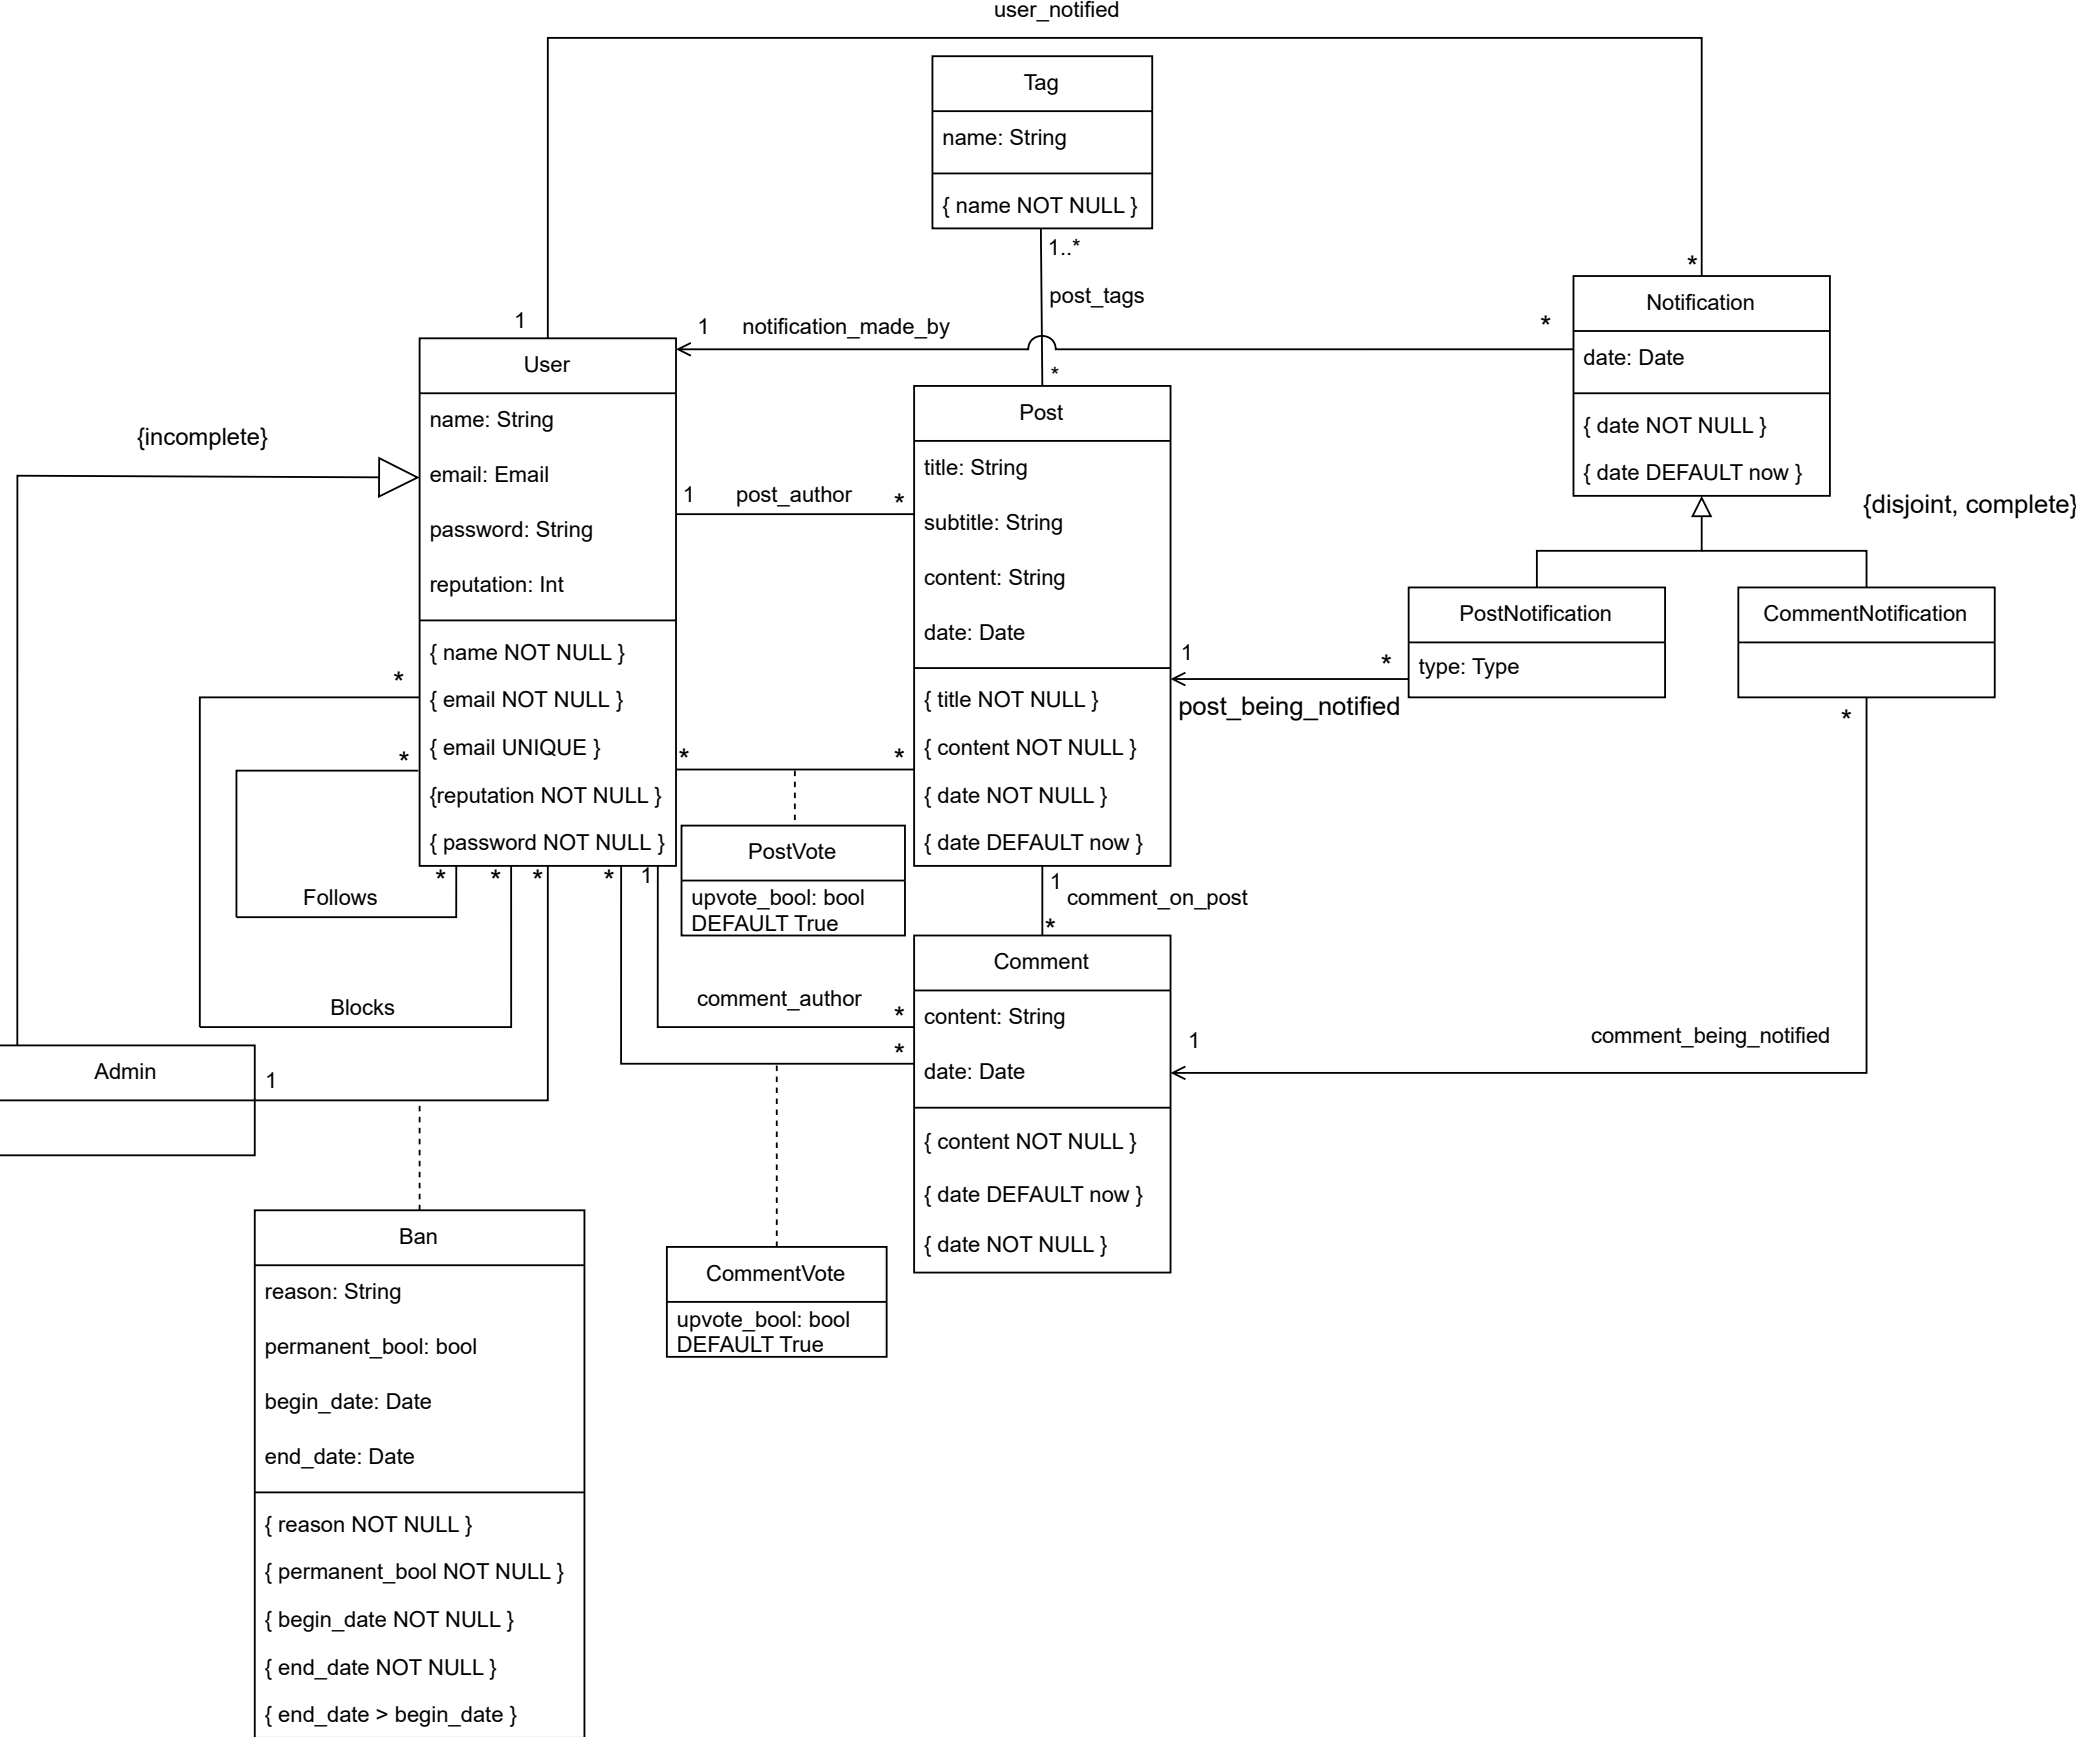 user_notified
Tag
name: String
{ name NOT NULL }
1..*
post_tags
*
1
1
notification_made_by
*
*
Notification
date: Date
{ date NOT NULL }
{ date DEFAULT now }
{disjoint, complete}
User
name: String
email: Email
password: String
reputation: Int
{ name NOT NULL }
{ email NOT NULL }
{ email UNIQUE }
{reputation NOT NULL }
{ password NOT NULL }
{incomplete}
1
post_author
*
Post
title: String
subtitle: String
content: String
date: Date
{ title NOT NULL }
{ content NOT NULL }
{ date NOT NULL }
{ date DEFAULT now }
PostNotification
type: Type
CommentNotification
1
*
post_being_notified
*
*
*
*
*
PostVote
upvote_bool: bool
DEFAULT True
*
*
*
*
1
Follows
Blocks
1
comment_on_post
*
Comment
content: String
date: Date
{ content NOT NULL }
{ date DEFAULT now }
{ date NOT NULL }
comment_author
*
*
1
comment_being_notified
Admin
1
Ban
reason: String
permanent_bool: bool
begin_date: Date
end_date: Date
{ reason NOT NULL }
{ permanent_bool NOT NULL }
{ begin_date NOT NULL }
{ end_date NOT NULL }
{ end_date > begin_date }
CommentVote
upvote_bool: bool
DEFAULT True